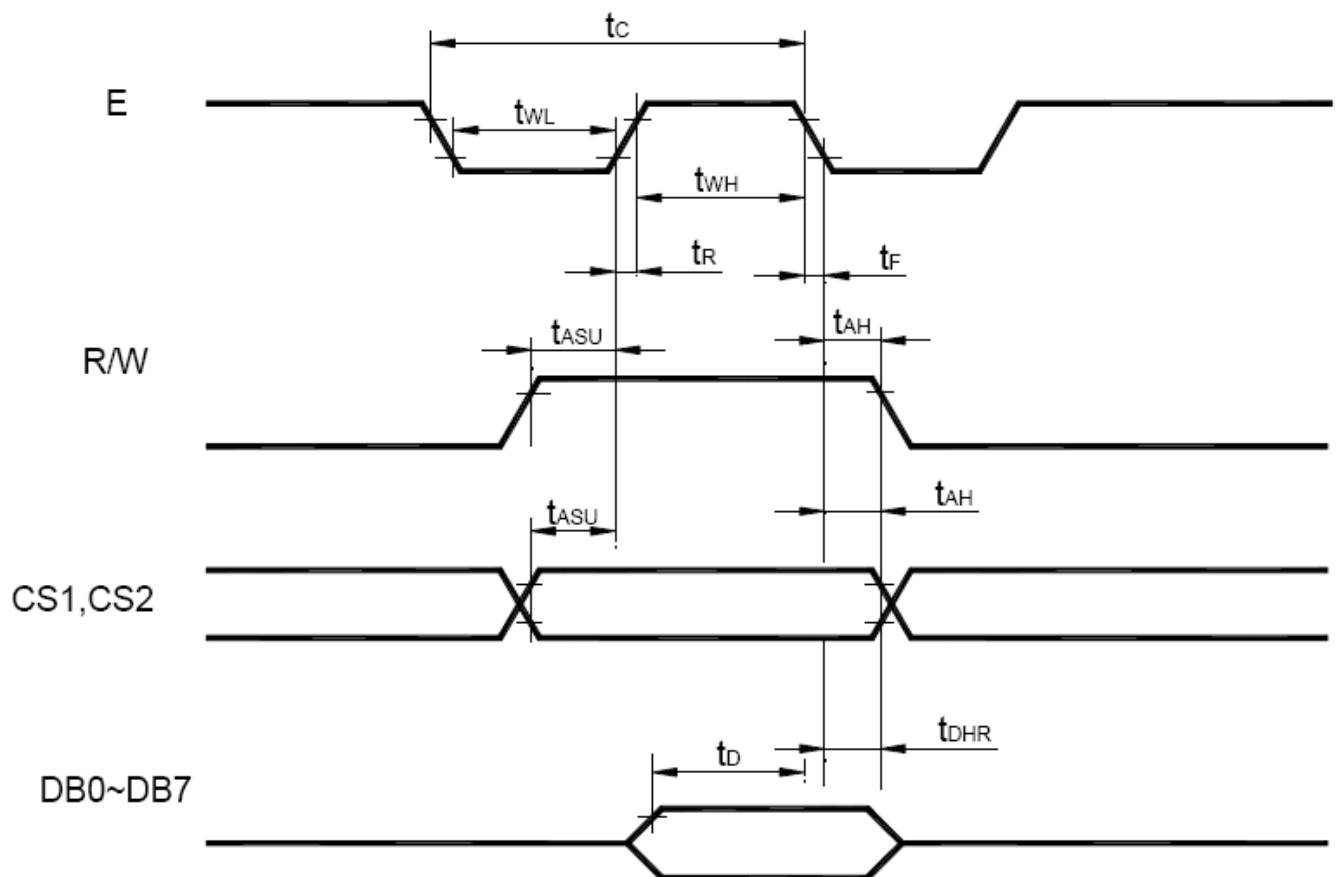 tC
E
tWL
tWH
tR
tF
tASU
tAH
R/W
tASU
tAH
CS1,CS2
tDHR
tD
DB0~DB7